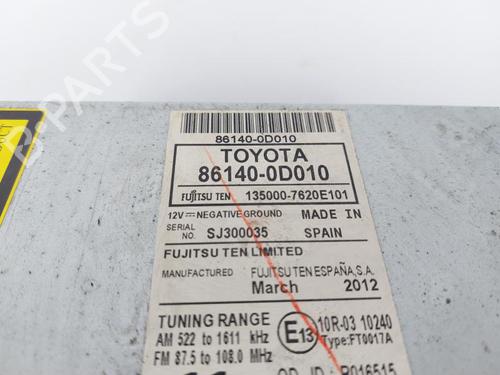 86140-0D010
TOYOTA
86140-0D010
FUJITSU TEN 135000-7620E101
12V NEGATIVE GROUND MADE IN
SERIAL NO. SJ300035 SPAIN
FUJITSU TEN LIMITED
MANUFACTURED FUJITSU TEN ESPAÑA,S.A.
March 2012
TUNING RANGE
AM 522 to 1611 kHz
FM 87.5 to 108.0 MHz
E13
10R-03 10240
Type:FT0017A
B-PARTS